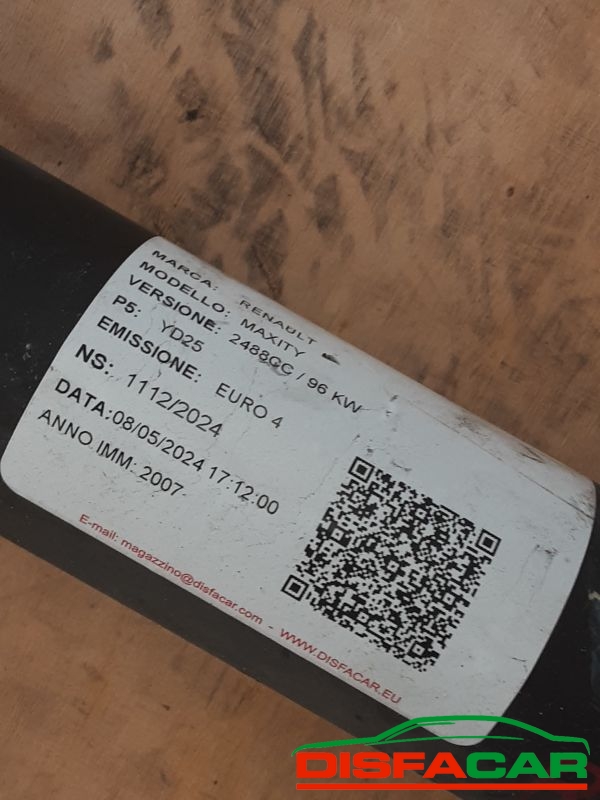 MARCA: RENAULT
MODELLO: MAXITY
VERSIONE: 2488CC / 96 KW
P5: YD25
EMISSIONE: EURO 4
NS: 1112/2024
DATA: 08/05/2024 17:12:00
ANNO IMM: 2007
E-mail: magazzino@disfacar.com - WWW.DISFACAR.EU
DISFACAR